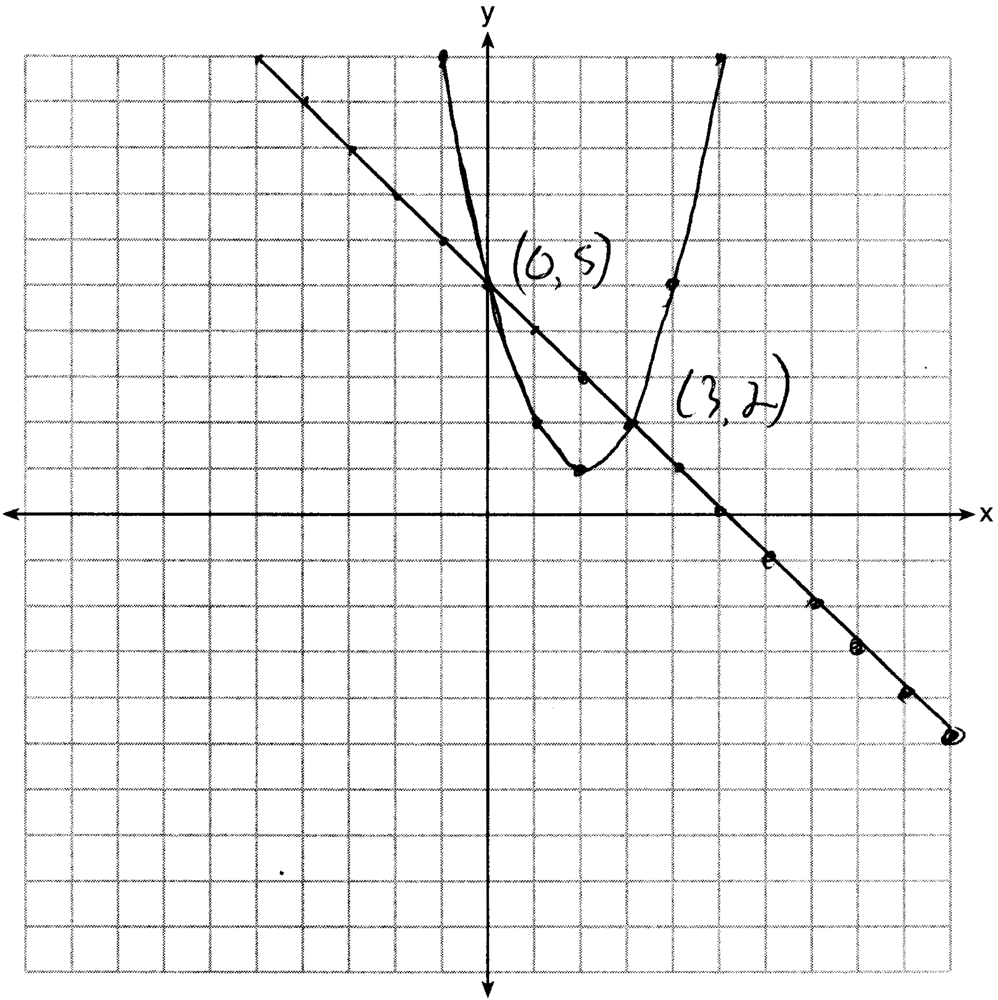 y
(0, 5)
(3, 2)
x